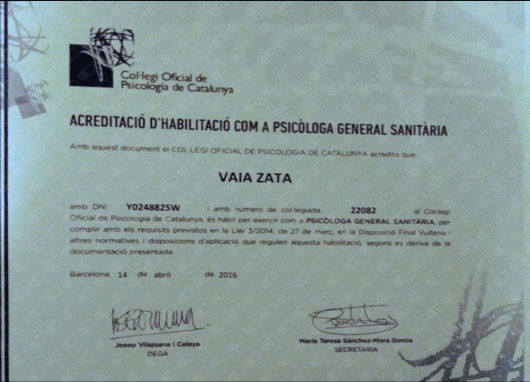 Col·legi Oficial de
Psicologia de Catalunya
ACREDITACIÓ D'HABILITACIÓ COM A PSICÒLOGA GENERAL SANITÀRIA
Amb aquest document el COL·LEGI OFICIAL DE PSICOLOGIA DE CATALUNYA acredita que:
VAIA ZATA
amb DNI Y0248825W i amb número de col·legiada 22082 al Col·legi
Oficial de Psicologia de Catalunya, és hàbil per exercir com a PSICÒLOGA GENERAL SANITÀRIA, per
complir amb els requisits previstos en la Llei 3/2014, de 27 de març, en la Disposició Final Vuitena i
altres normatives i disposicions d'aplicació que regulen aquesta habilitació, segons es deriva de la
documentació presentada.
Barcelona, 14 de abril de 2016
Josep Vilajoana i Celaya
DEGÀ
Maria Teresa Sánchez-Mora García
SECRETÀRIA